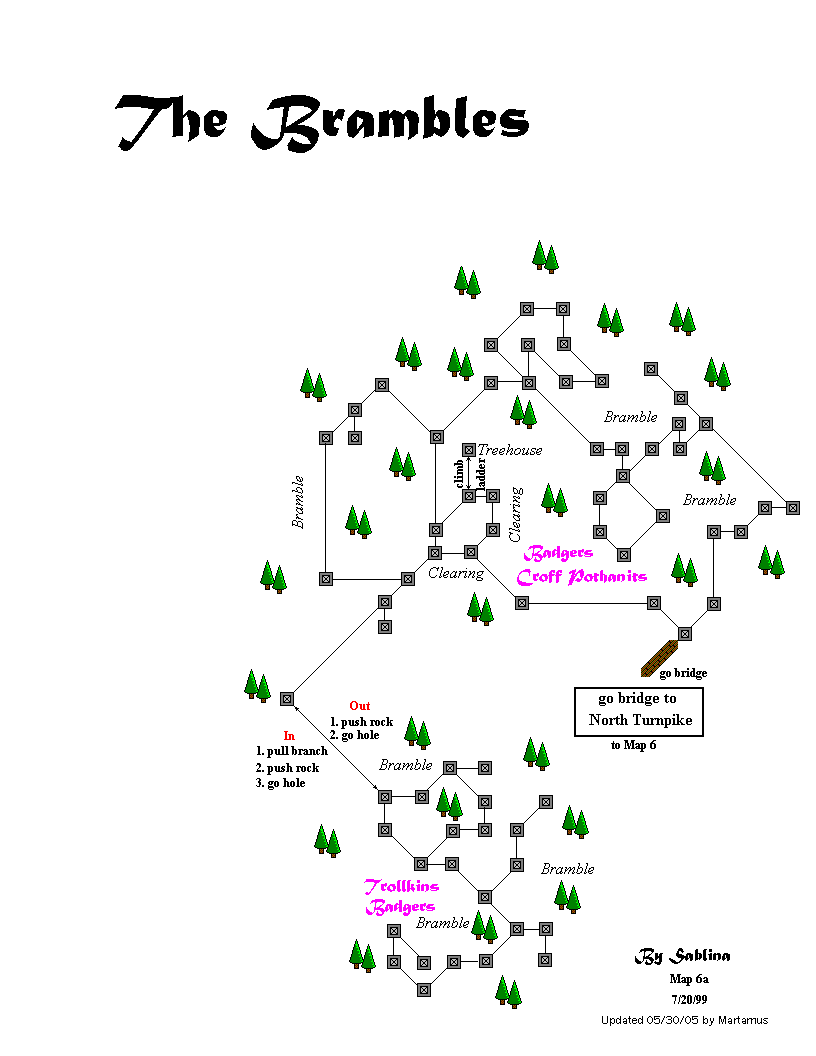 The Brambles
Bramble
Treehouse
climb
ladder
Bramble
Clearing
Bramble
Badgers
Croff Pothanits
Clearing
go bridge
go bridge to
North Turnpike
to Map 6
Out
1. push rock
2. go hole
In
1. pull branch
2. push rock
3. go hole
Bramble
Bramble
Trollkins
Badgers
Bramble
By Sablina
Map 6a
7/20/99
Updated 05/30/05 by Martamus